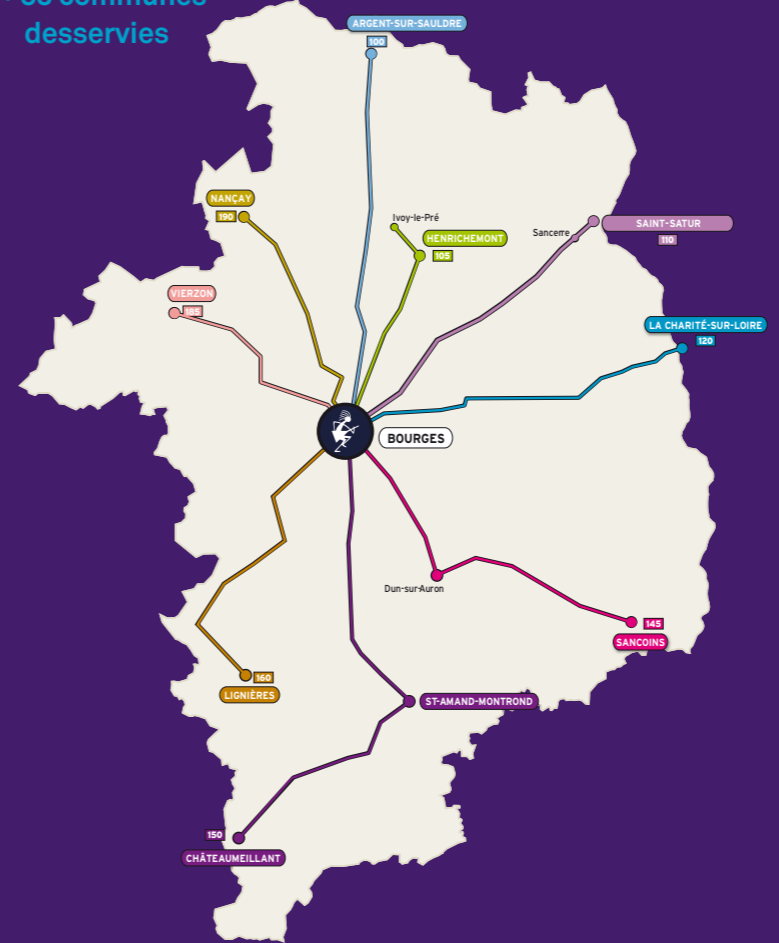 communes
desservies
ARGENT-SUR-SAULDRE
100
NANÇAY
190
Ivoy-le-Pré
HENRICHEMONT
105
Sancerre
SAINT-SATUR
110
VIERZON
185
LA CHARITÉ-SUR-LOIRE
120
BOURGES
Dun-sur-Auron
145
SANCOINS
160
LIGNIÈRES
ST-AMAND-MONTROND
150
CHÂTEAUMEILLANT